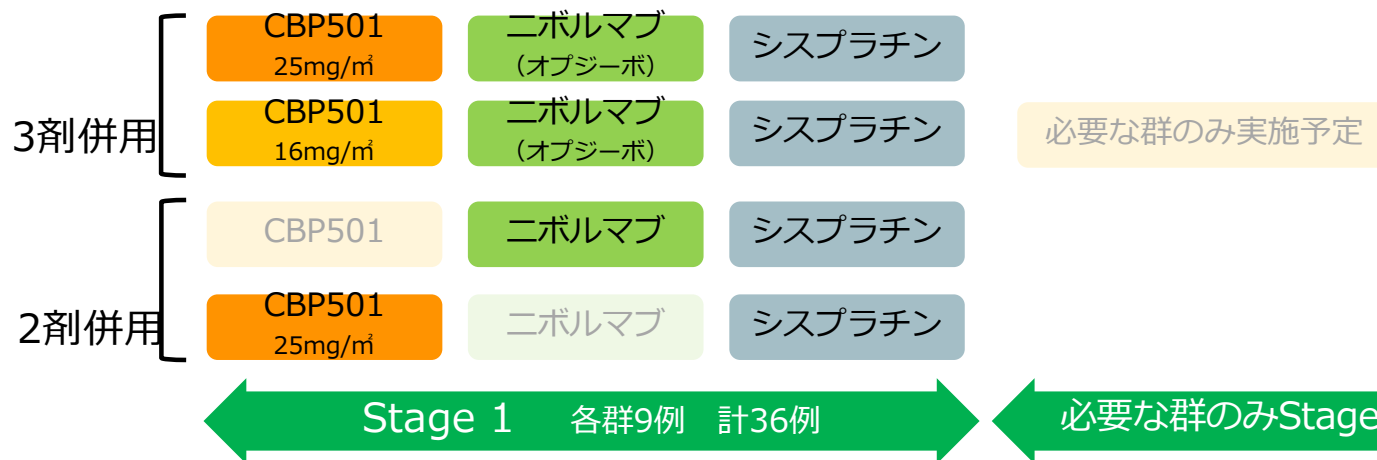 CBP501
25mg/㎡
ニボルマブ
（オプジーボ）
シスプラチン
3剤併用
CBP501
16mg/㎡
ニボルマブ
（オプジーボ）
シスプラチン
必要な群のみ実施予定
CBP501
ニボルマブ
シスプラチン
2剤併用
CBP501
25mg/㎡
ニボルマブ
シスプラチン
Stage 1 各群9例 計36例
必要な群のみStage